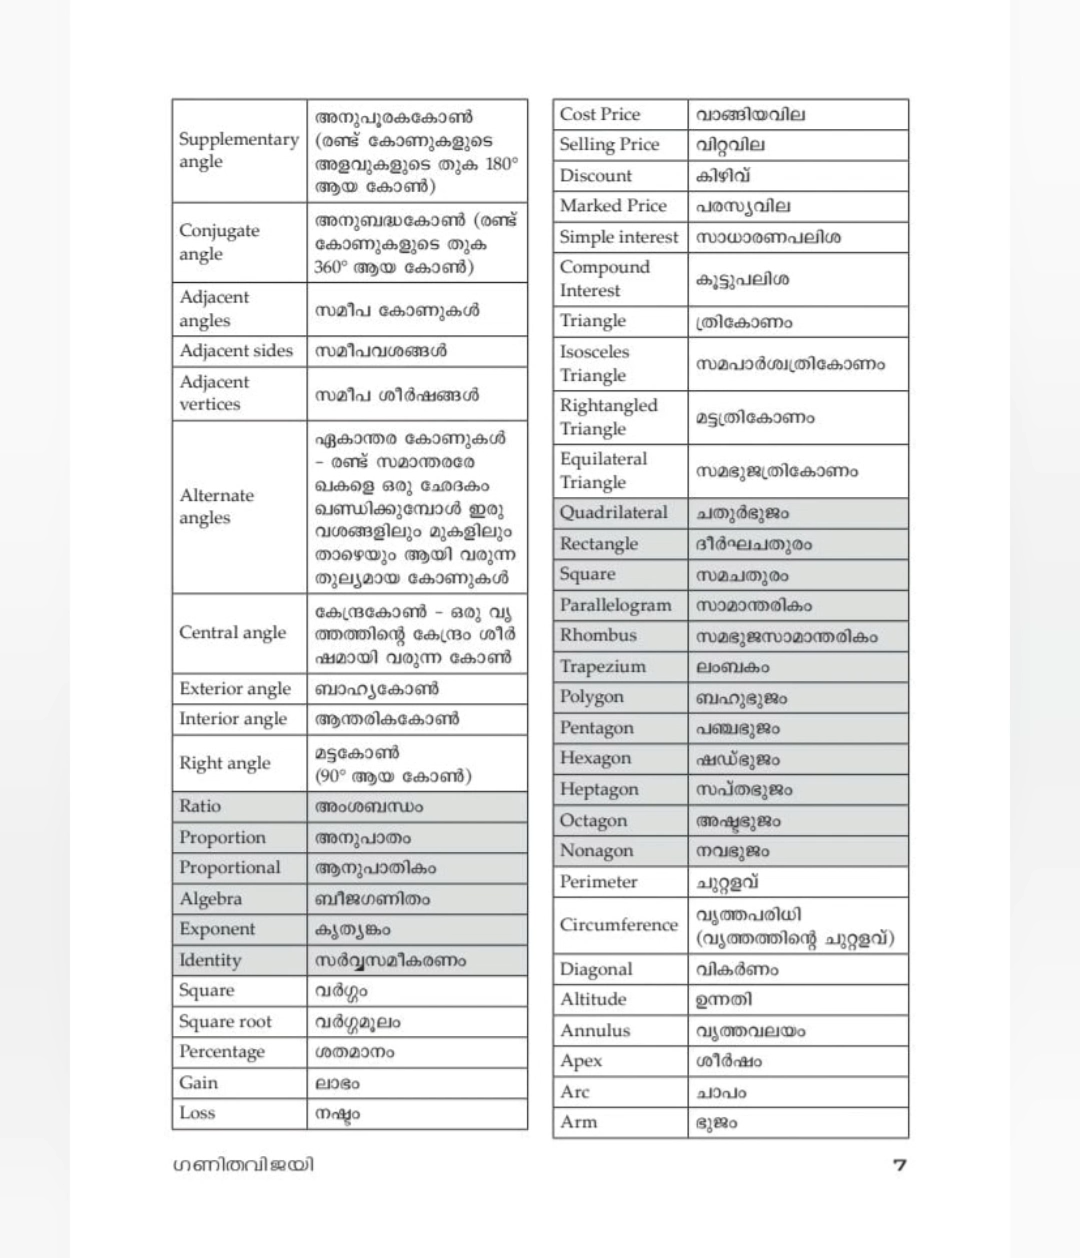 Supplementary angle
അനുപൂരകകോൺ
(രണ്ട് കോണുകളുടെ
അളവുകളുടെ തുക 180°
ആയ കോൺ)
Conjugate angle
അനുബദ്ധകോൺ (രണ്ട്
കോണുകളുടെ തുക
360° ആയ കോൺ)
Adjacent angles
സമീപ കോണുകൾ
Adjacent sides സമീപവശങ്ങൾ
Adjacent vertices
സമീപ ശീർഷങ്ങൾ
Alternate angles
ഏകാന്തര കോണുകൾ
– രണ്ട് സമാന്തരരേ
ഖകളെ ഒരു ഛേദകം
ഖണ്ഡിക്കുമ്പോൾ ഇരു
വശങ്ങളിലും മുകളിലും
താഴെയും ആയി വരുന്ന
തുല്യമായ കോണുകൾ
Central angle
കേന്ദ്രകോൺ – ഒരു വൃ
ത്തത്തിന്റെ കേന്ദ്രം ശീർ
ഷമായി വരുന്ന കോൺ
Exterior angle ബാഹ്യകോൺ
Interior angle ആന്തരികകോൺ
Right angle
മട്ടകോൺ
(90° ആയ കോൺ)
Ratio അംശബന്ധം
Proportion അനുപാതം
Proportional ആനുപാതികം
Algebra ബീജഗണിതം
Exponent കൃത്യങ്കം
Identity സർവ്വസമീകരണം
Square വർഗ്ഗം
Square root വർഗ്ഗമൂലം
Percentage ശതമാനം
Gain ലാഭം
Loss നഷ്ടം
Cost Price വാങ്ങിയവില
Selling Price വിറ്റവില
Discount കിഴിവ്
Marked Price പരസ്യവില
Simple interest സാധാരണപലിശ
Compound Interest
കൂട്ടുപലിശ
Triangle ത്രികോണം
Isosceles Triangle
സമപാർശ്വത്രികോണം
Rightangled Triangle
മട്ടത്രികോണം
Equilateral Triangle
സമഭുജത്രികോണം
Quadrilateral ചതുർഭുജം
Rectangle ദീർഘചതുരം
Square സമചതുരം
Parallelogram സാമാന്തരികം
Rhombus സമഭുജസാമാന്തരികം
Trapezium ലംബകം
Polygon ബഹുഭുജം
Pentagon പഞ്ചഭുജം
Hexagon ഷഡ്ഭുജം
Heptagon സപ്തഭുജം
Octagon അഷ്ടഭുജം
Nonagon നവഭുജം
Perimeter ചുറ്റളവ്
Circumference
വൃത്തപരിധി
(വൃത്തത്തിന്റെ ചുറ്റളവ്)
Diagonal വികർണം
Altitude ഉന്നതി
Annulus വൃത്തവലയം
Apex ശീർഷം
Arc ചാപം
Arm ഭുജം
ഗണിതവിജയി
7